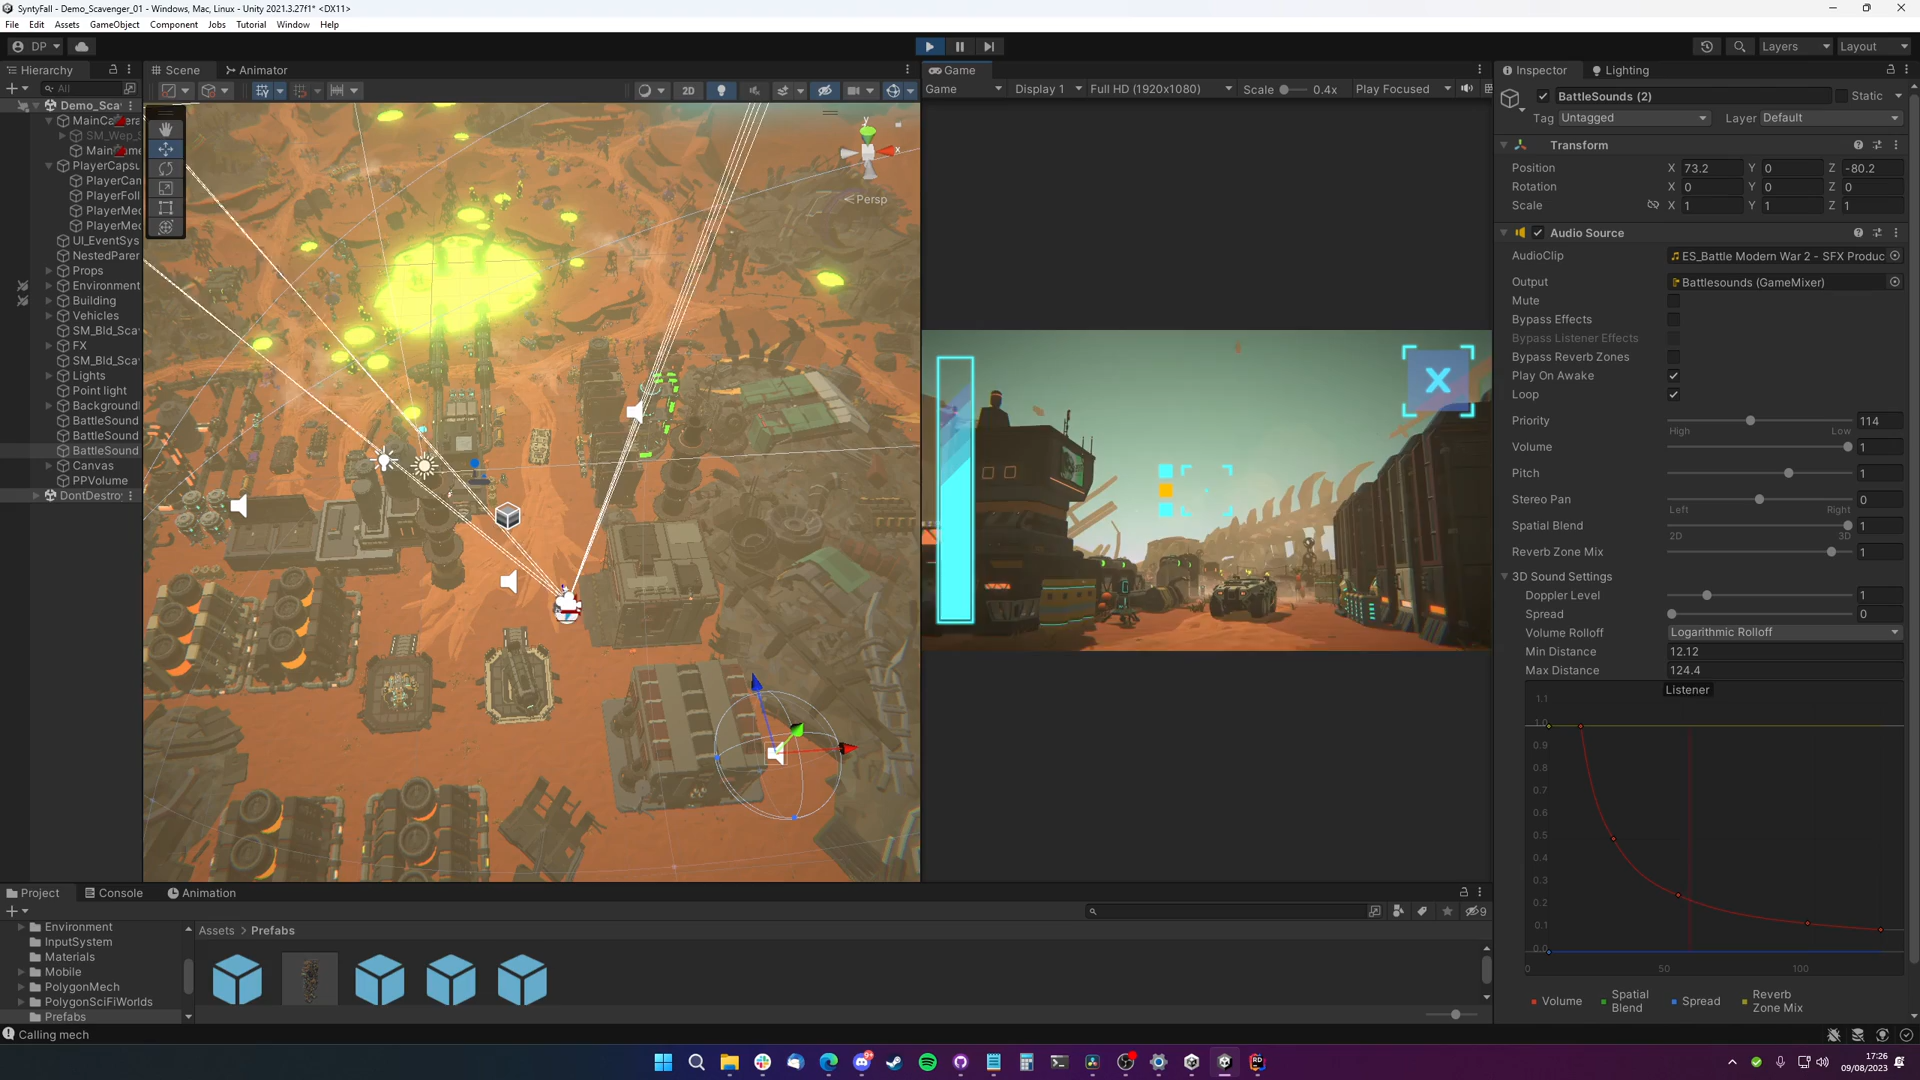 SyntyFall - Demo_Scavenger_01 - Windows, Mac, Linux - Unity 2021.3.27f1* <DX11>
File Edit Assets GameObject Component Jobs Tutorial Window Help
DP
Layers
Layout
Hierarchy
Scene
Animator
Game
Inspector
Lighting
All
2D
Game
Display 1
Full HD (1920x1080)
Scale
0.4x
Play Focused
BattleSounds (2)
Static
Tag Untagged
Layer Default
Demo_Sca
MainCa era
SM_Wep_S
Main me
PlayerCapsu
PlayerCam
PlayerFoll
PlayerMec
PlayerMec
UI_EventSys
NestedParer
Props
Environment
Building
Vehicles
SM_Bld_Sca
FX
SM_Bld_Sca
Lights
Point light
Background
BattleSound
BattleSound
BattleSound
Canvas
PPVolume
DontDestro
y
x
Persp
X
Transform
Position X 73.2 Y 0 Z -80.2
Rotation X 0 Y 0 Z 0
Scale X 1 Y 1 Z 1
Audio Source
AudioClip ES_Battle Modern War 2 - SFX Produc
Output Battlesounds (GameMixer)
Mute
Bypass Effects
Bypass Listener Effects
Bypass Reverb Zones
Play On Awake
Loop
Priority 114
High Low
Volume 1
Pitch 1
Stereo Pan 0
Left Right
Spatial Blend 1
2D 3D
Reverb Zone Mix 1
3D Sound Settings
Doppler Level 1
Spread 0
Volume Rolloff Logarithmic Rolloff
Min Distance 12.12
Max Distance 124.4
Listener
1.1
1.0
0.9
0.8
0.7
0.6
0.5
0.4
0.3
0.2
0.1
0.0
0 50 100
Volume
Spatial Blend
Spread
Reverb Zone Mix
Project
Console
Animation
9
Environment
InputSystem
Materials
Mobile
PolygonMech
PolygonSciFiWorlds
Prefabs
Assets > Prefabs
Calling mech
17:26
09/08/2023